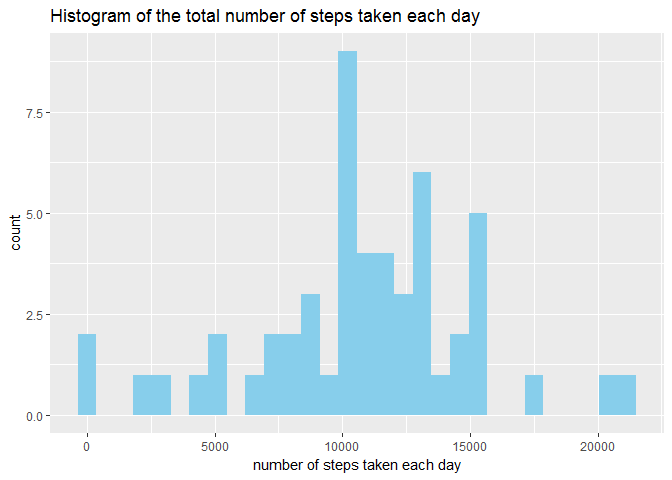 Histogram of the total number of steps taken each day
7.5
5.0
2.5
0.0
count
0 5000 10000 15000 20000
number of steps taken each day